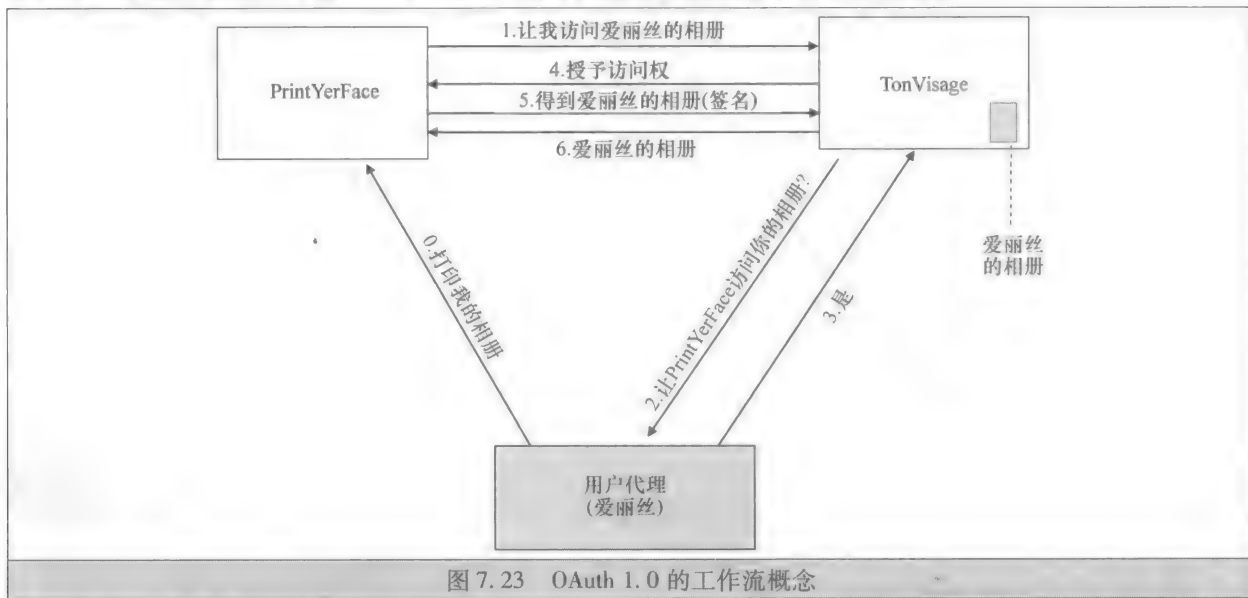 1.让我访问爱丽丝的相册
PrintYerFace
4.授予访问权
TonVisage
5.得到爱丽丝的相册(签名)
6.爱丽丝的相册
0.打印我的相册
2.让PrintYerFace访问你的相册?
3.是
爱丽丝
的相册
用户代理
(爱丽丝)
图 7.23 OAuth 1.0 的工作流概念